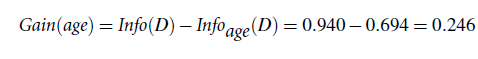 Gain(age) = Info(D) − Info_age(D) = 0.940 − 0.694 = 0.246